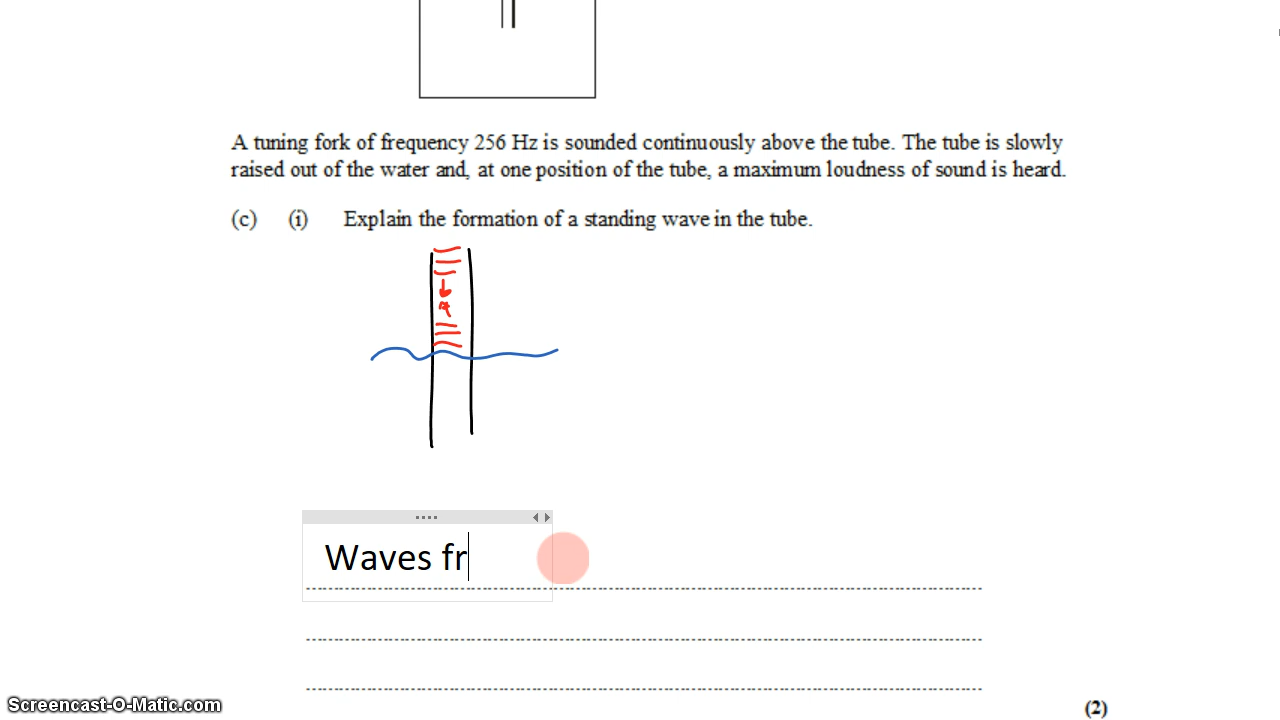 A tuning fork of frequency 256 Hz is sounded continuously above the tube. The tube is slowly
raised out of the water and, at one position of the tube, a maximum loudness of sound is heard.
(c) (i) Explain the formation of a standing wave in the tube.
Waves fr
(2)
Screencast-O-Matic.com